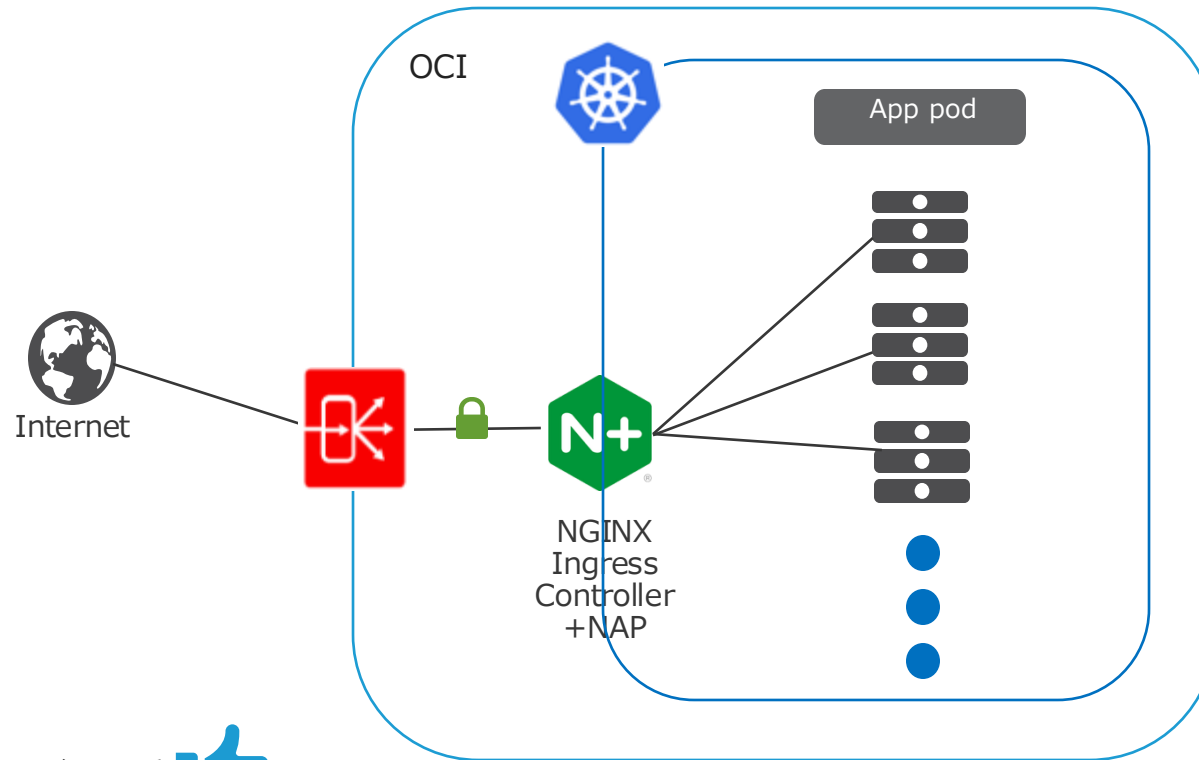 OCI
App pod
Internet
N+
®
NGINX
Ingress
Controller
+NAP